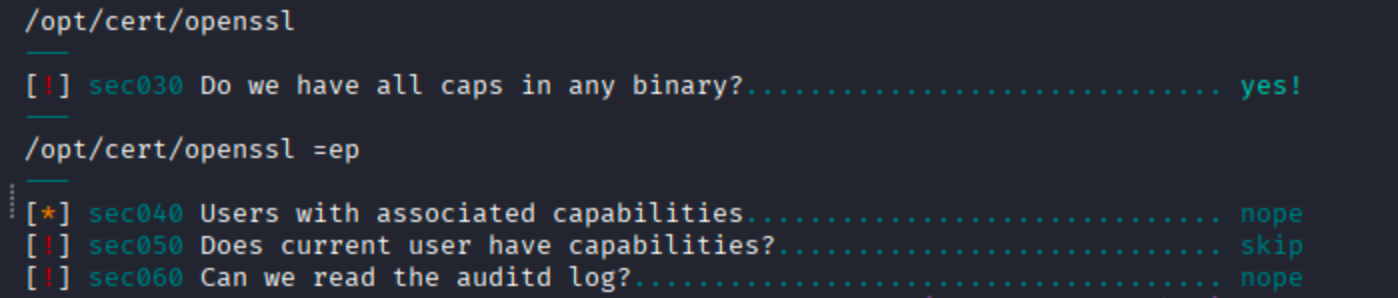 /opt/cert/openssl
---
[!] sec030 Do we have all caps in any binary?.............................. yes!
---
/opt/cert/openssl =ep
---
[*] sec040 Users with associated capabilities.............................. nope
[!] sec050 Does current user have capabilities?............................ skip
[!] sec060 Can we read the auditd log?..................................... nope